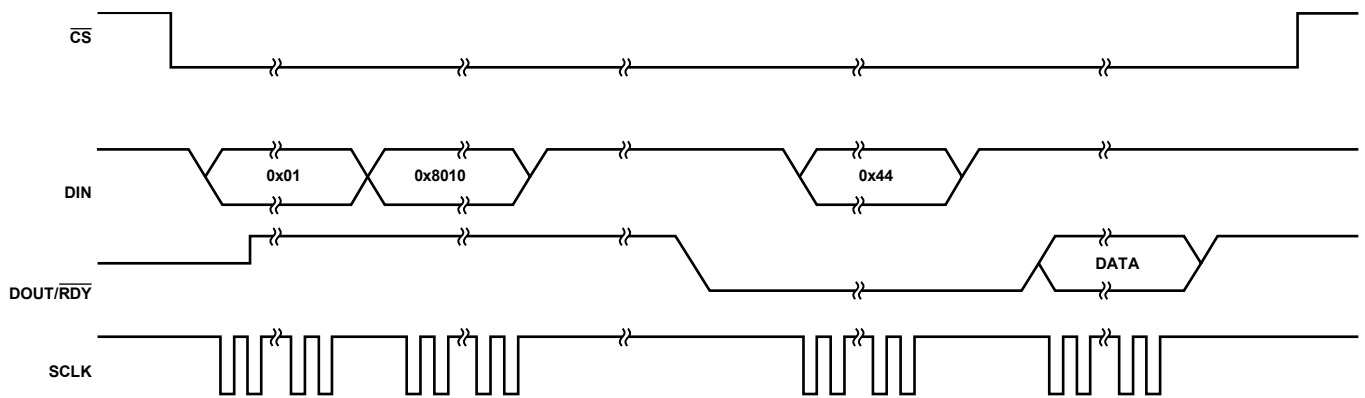 CS
DIN
0x01
0x8010
0x44
DOUT/RDY
DATA
SCLK